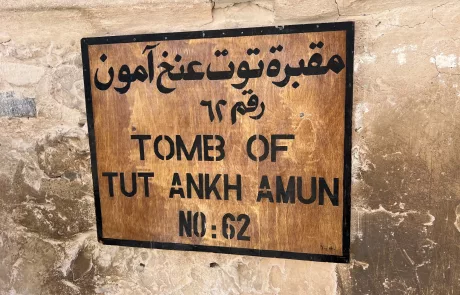 مقبرة توت عنخ آمون
رقم ٦٢
TOMB OF
TUT ANKH AMUN
NO: 62